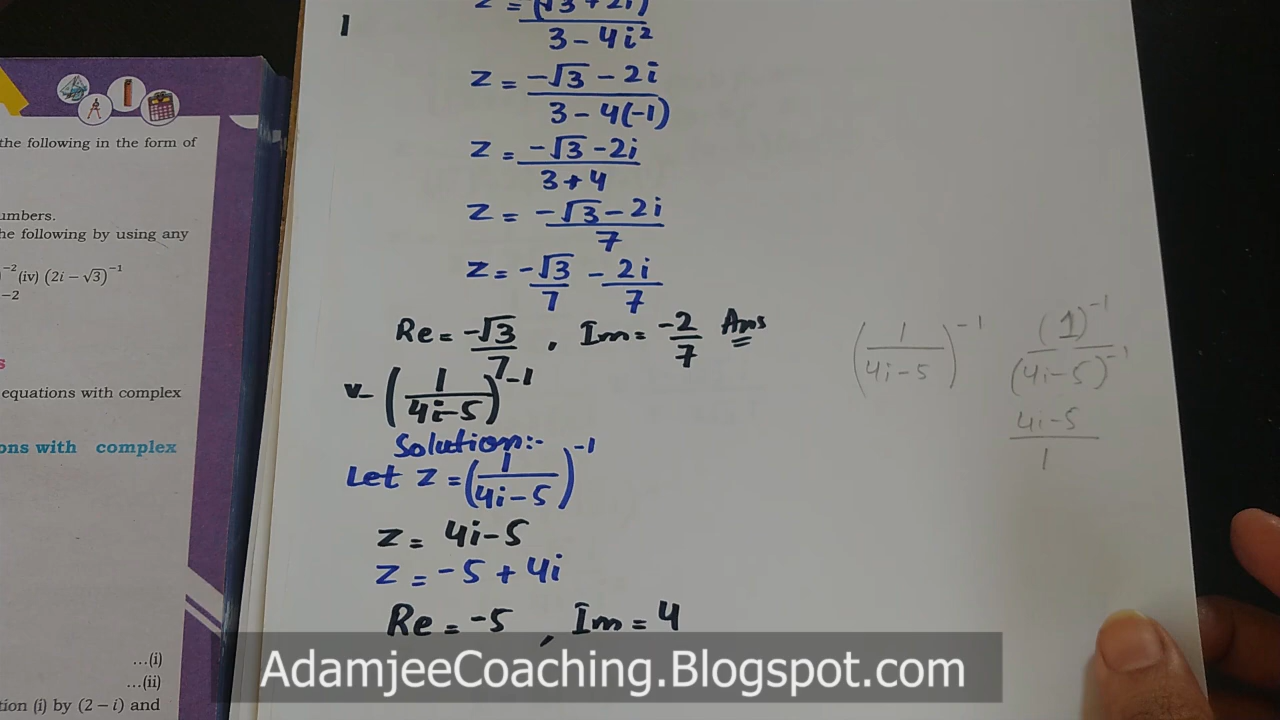 1
z = (√3 + 2i)
3 - 4i²
z = -√3 - 2i
3 - 4(-1)
z = -√3 - 2i
3 + 4
z = -√3 - 2i
7
z = -√3/7 - 2i/7
Re = -√3/7 , Im = -2/7 Ans
v- (1/4i-5)⁻¹
Solution:-
Let z = (1/4i-5)⁻¹
z = 4i-5
z = -5 + 4i
Re = -5 , Im = 4
(1/4i-5)⁻¹
(1)⁻¹
(4i-5)⁻¹
4i-5
1
the following in the form of
umbers.
he following by using any
⁻² (iv) (2i − √3)⁻¹
−2
s
equations with complex
ons with complex
...(i)
...(ii)
tion (i) by (2 − i) and
AdamjeeCoaching.Blogspot.com